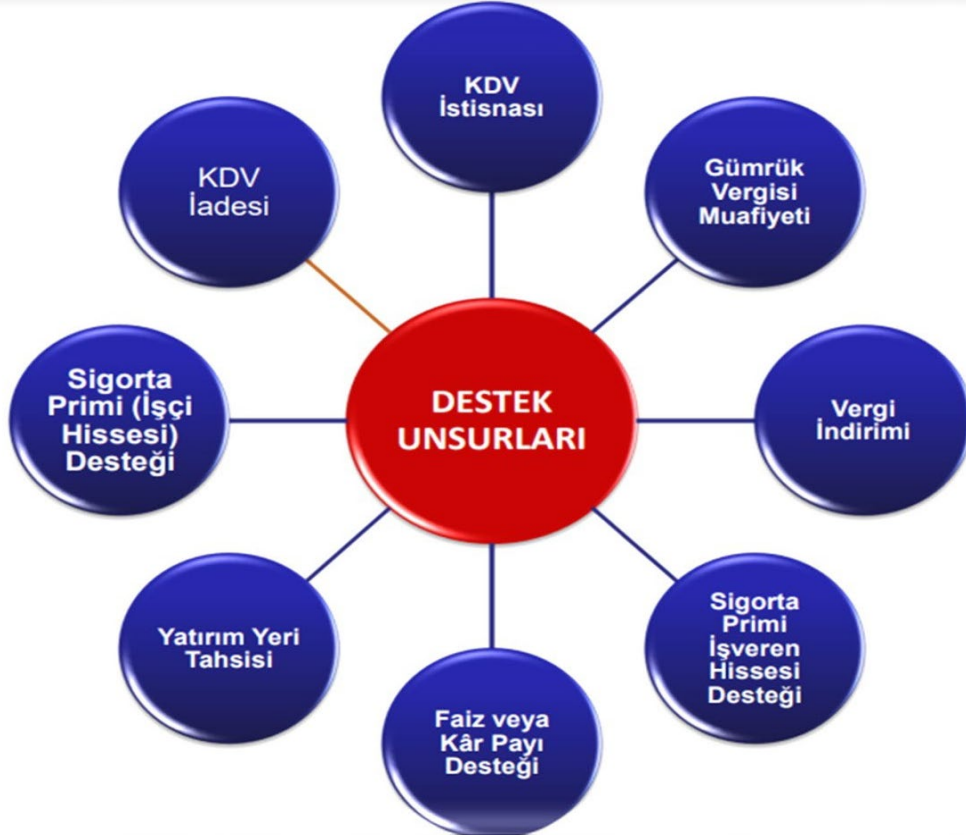 KDV
İstisnası
Gümrük
Vergisi
Muafiyeti
Vergi
İndirimi
Sigorta
Primi
İşveren
Hissesi
Desteği
Faiz veya
Kâr Payı
Desteği
Yatırım Yeri
Tahsisi
Sigorta
Primi (İşçi
Hissesi)
Desteği
KDV
İadesi
DESTEK
UNSURLARI